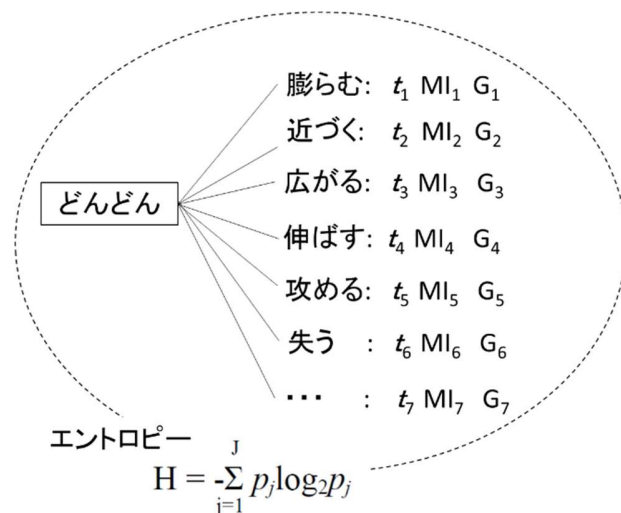 膨らむ: t₁ MI₁ G₁
近づく: t₂ MI₂ G₂
広がる: t₃ MI₃ G₃
どんどん
伸ばす: t₄ MI₄ G₄
攻める: t₅ MI₅ G₅
失う : t₆ MI₆ G₆
・・・ : t₇ MI₇ G₇
エントロピー
H = -Σ_{j=1}^{J} pⱼlog₂pⱼ